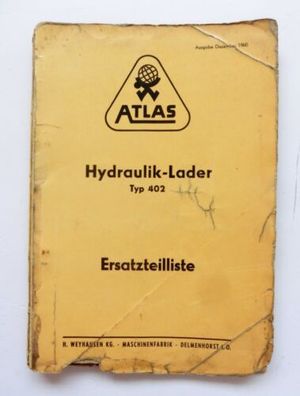 Ausgabe Dezember 1960
ATLAS
Hydraulik-Lader
Typ 402
Ersatzteilliste
H. WEYHAUSEN KG. · MASCHINENFABRIK · DELMENHORST i. O.